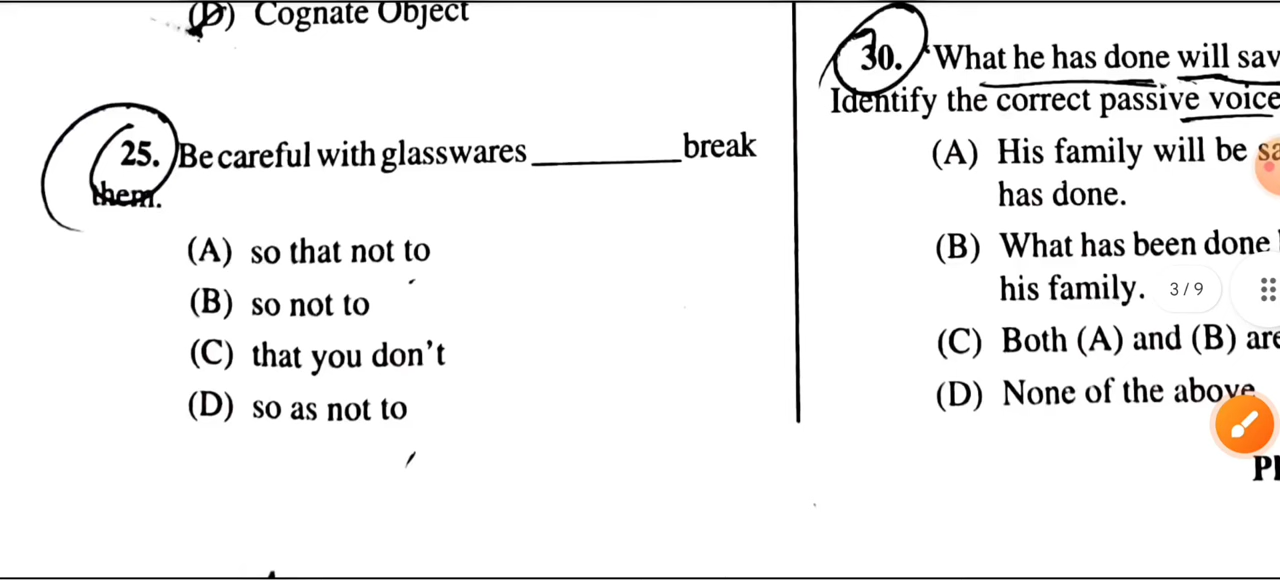 (D) Cognate Object
25. Be careful with glasswares ________ break
them.
(A) so that not to
(B) so not to
(C) that you don't
(D) so as not to
30. "What he has done will
Identify the correct passive voice
(A) His family will be
has done.
(B) What has been done
his family.
(C) Both (A) and (B) are
(D) None of the above
3 / 9